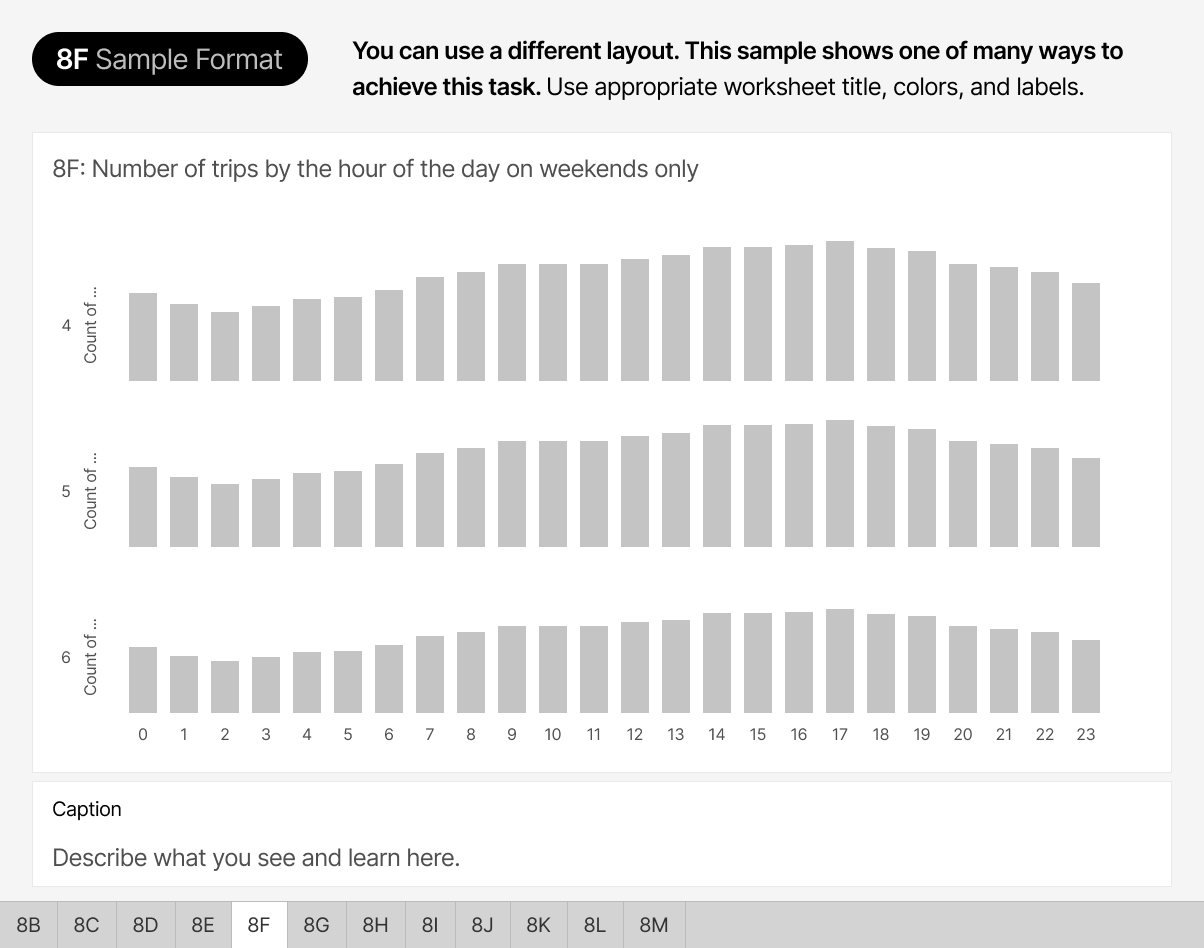 8F Sample Format
You can use a different layout. This sample shows one of many ways to
achieve this task. Use appropriate worksheet title, colors, and labels.
8F: Number of trips by the hour of the day on weekends only
4
Count of ...
5
Count of ...
6
Count of ...
0 1 2 3 4 5 6 7 8 9 10 11 12 13 14 15 16 17 18 19 20 21 22 23
Caption
Describe what you see and learn here.
8B 8C 8D 8E 8F 8G 8H 8I 8J 8K 8L 8M